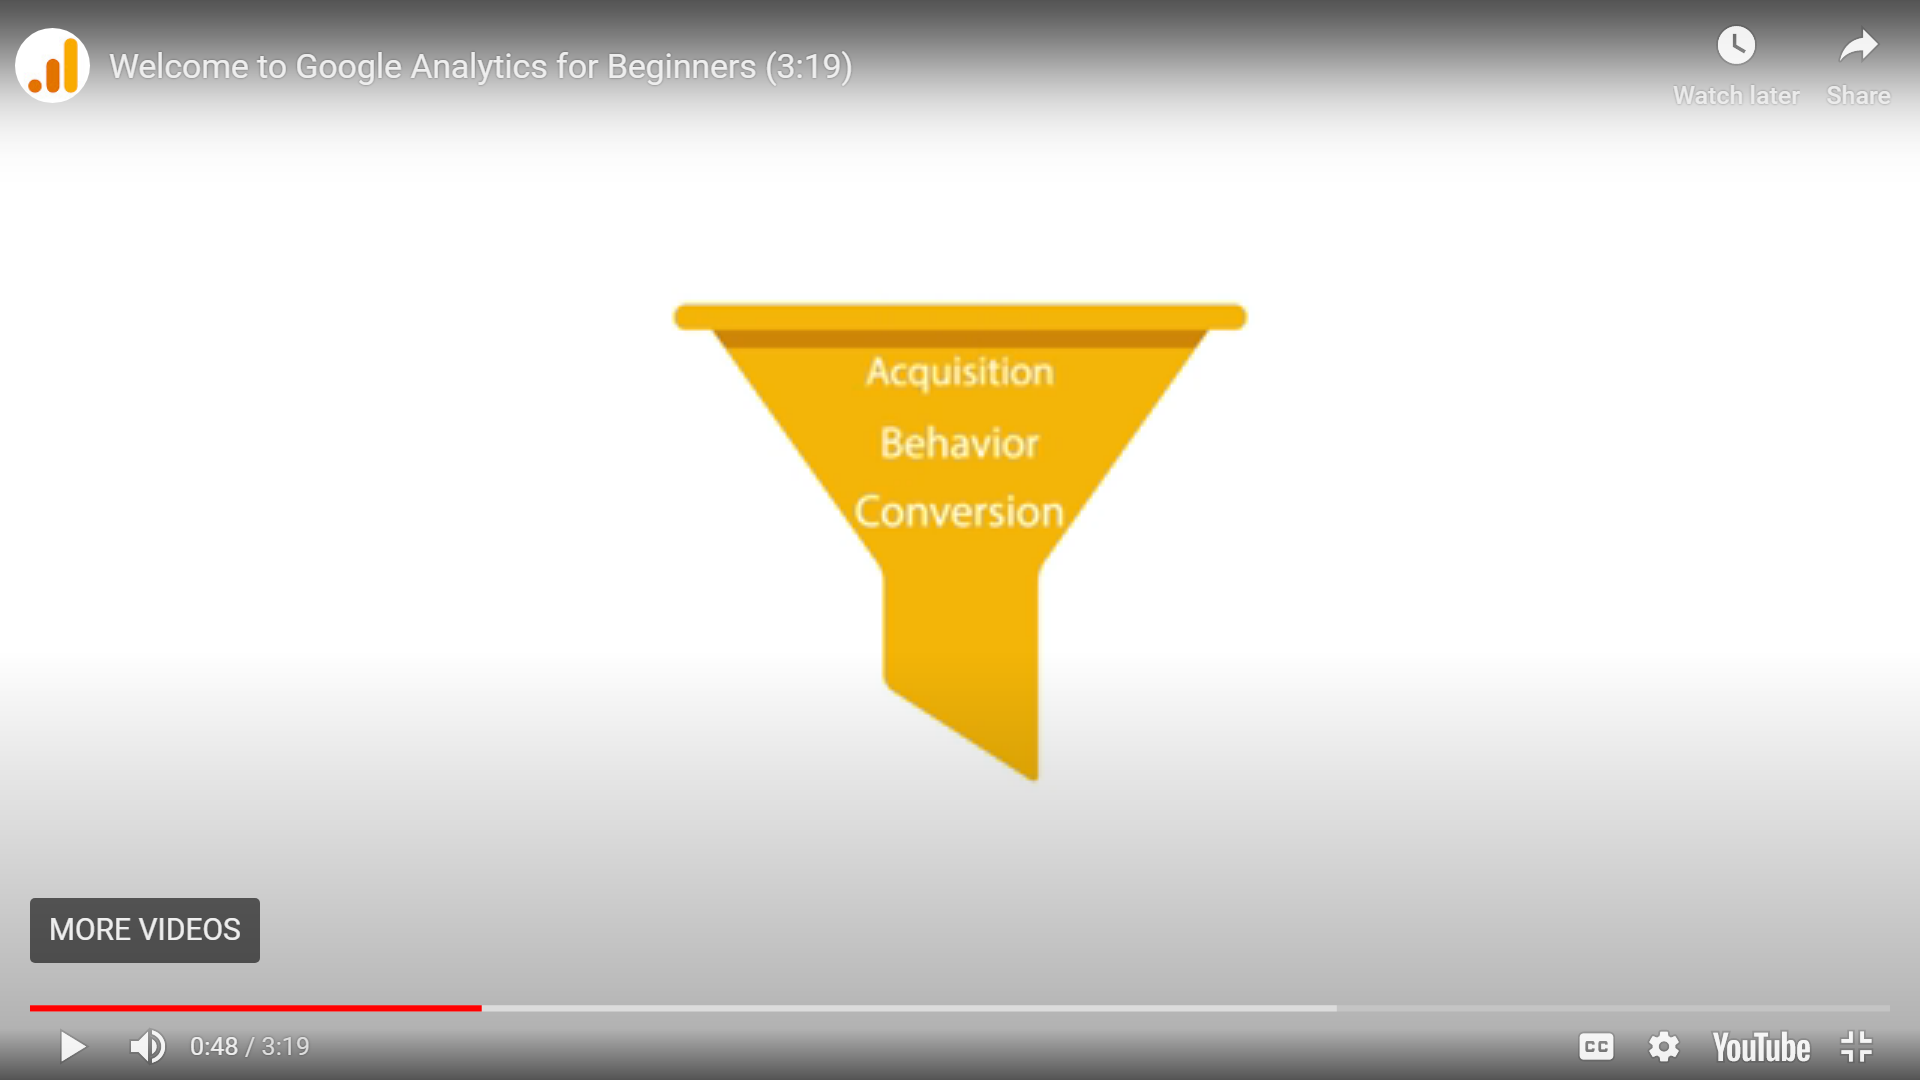 Welcome to Google Analytics for Beginners (3:19)
Watch later
Share
Acquisition
Behavior
Conversion
MORE VIDEOS
0:48 / 3:19
CC
YouTube